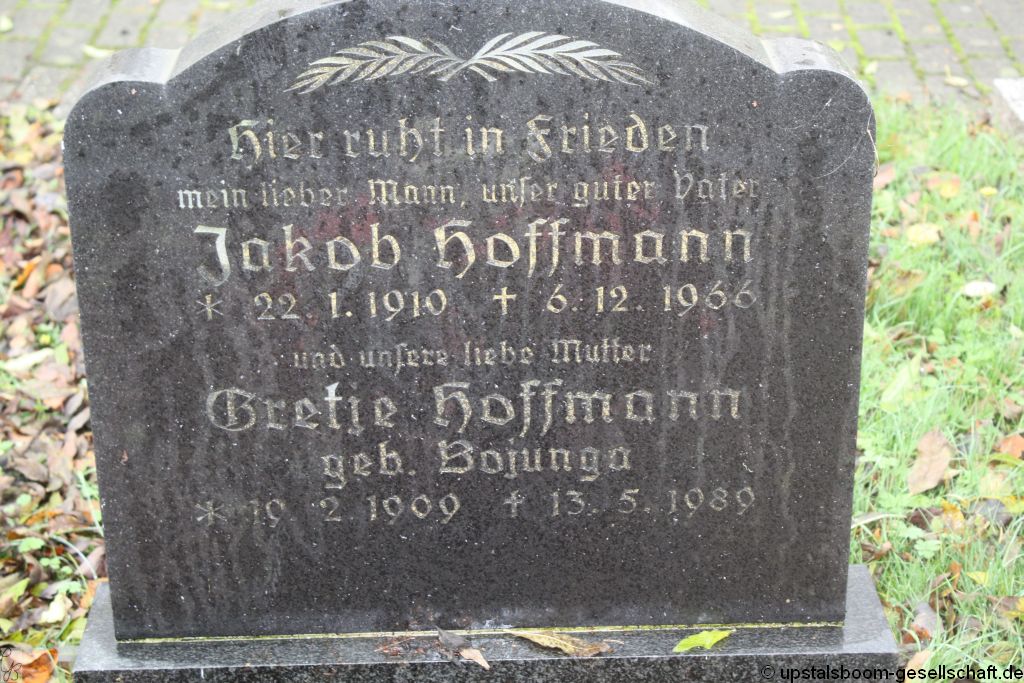 Hier ruht in Frieden
mein lieber Mann, unser guter Vater
Jakob Hoffmann
* 22. 1. 1910 † 6. 12. 1966
und unsere liebe Mutter
Gretje Hoffmann
geb. Bojunga
* 19. 2. 1909 † 13. 5. 1989
© upstalsboom-gesellschaft.de